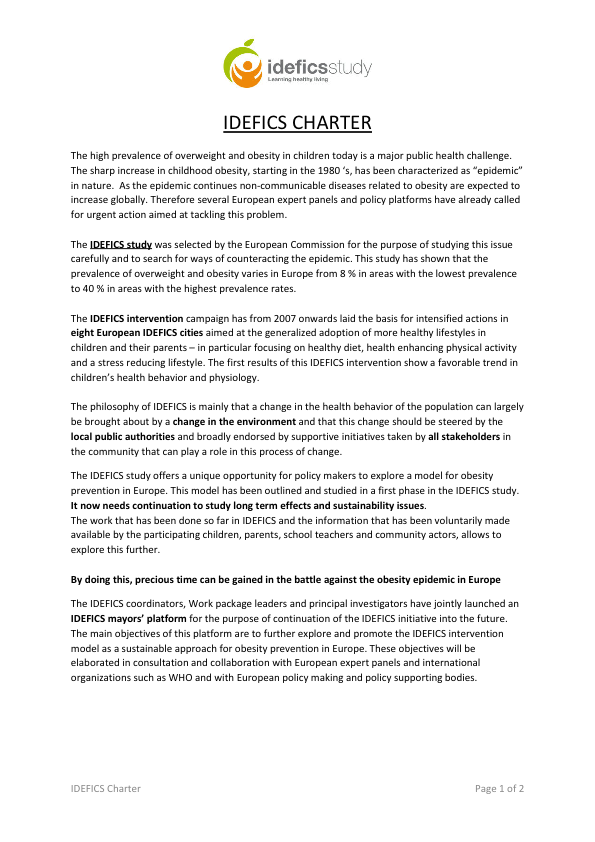 ideficsstudy
Learning healthy living
IDEFICS CHARTER
The high prevalence of overweight and obesity in children today is a major public health challenge.
The sharp increase in childhood obesity, starting in the 1980 ‘s, has been characterized as “epidemic”
in nature.  As the epidemic continues non-communicable diseases related to obesity are expected to
increase globally. Therefore several European expert panels and policy platforms have already called
for urgent action aimed at tackling this problem.
The IDEFICS study was selected by the European Commission for the purpose of studying this issue
carefully and to search for ways of counteracting the epidemic. This study has shown that the
prevalence of overweight and obesity varies in Europe from 8 % in areas with the lowest prevalence
to 40 % in areas with the highest prevalence rates.
The IDEFICS intervention campaign has from 2007 onwards laid the basis for intensified actions in
eight European IDEFICS cities aimed at the generalized adoption of more healthy lifestyles in
children and their parents – in particular focusing on healthy diet, health enhancing physical activity
and a stress reducing lifestyle. The first results of this IDEFICS intervention show a favorable trend in
children’s health behavior and physiology.
The philosophy of IDEFICS is mainly that a change in the health behavior of the population can largely
be brought about by a change in the environment and that this change should be steered by the
local public authorities and broadly endorsed by supportive initiatives taken by all stakeholders in
the community that can play a role in this process of change.
The IDEFICS study offers a unique opportunity for policy makers to explore a model for obesity
prevention in Europe. This model has been outlined and studied in a first phase in the IDEFICS study.
It now needs continuation to study long term effects and sustainability issues.
The work that has been done so far in IDEFICS and the information that has been voluntarily made
available by the participating children, parents, school teachers and community actors, allows to
explore this further.
By doing this, precious time can be gained in the battle against the obesity epidemic in Europe
The IDEFICS coordinators, Work package leaders and principal investigators have jointly launched an
IDEFICS mayors’ platform for the purpose of continuation of the IDEFICS initiative into the future.
The main objectives of this platform are to further explore and promote the IDEFICS intervention
model as a sustainable approach for obesity prevention in Europe. These objectives will be
elaborated in consultation and collaboration with European expert panels and international
organizations such as WHO and with European policy making and policy supporting bodies.
IDEFICS Charter
Page 1 of 2